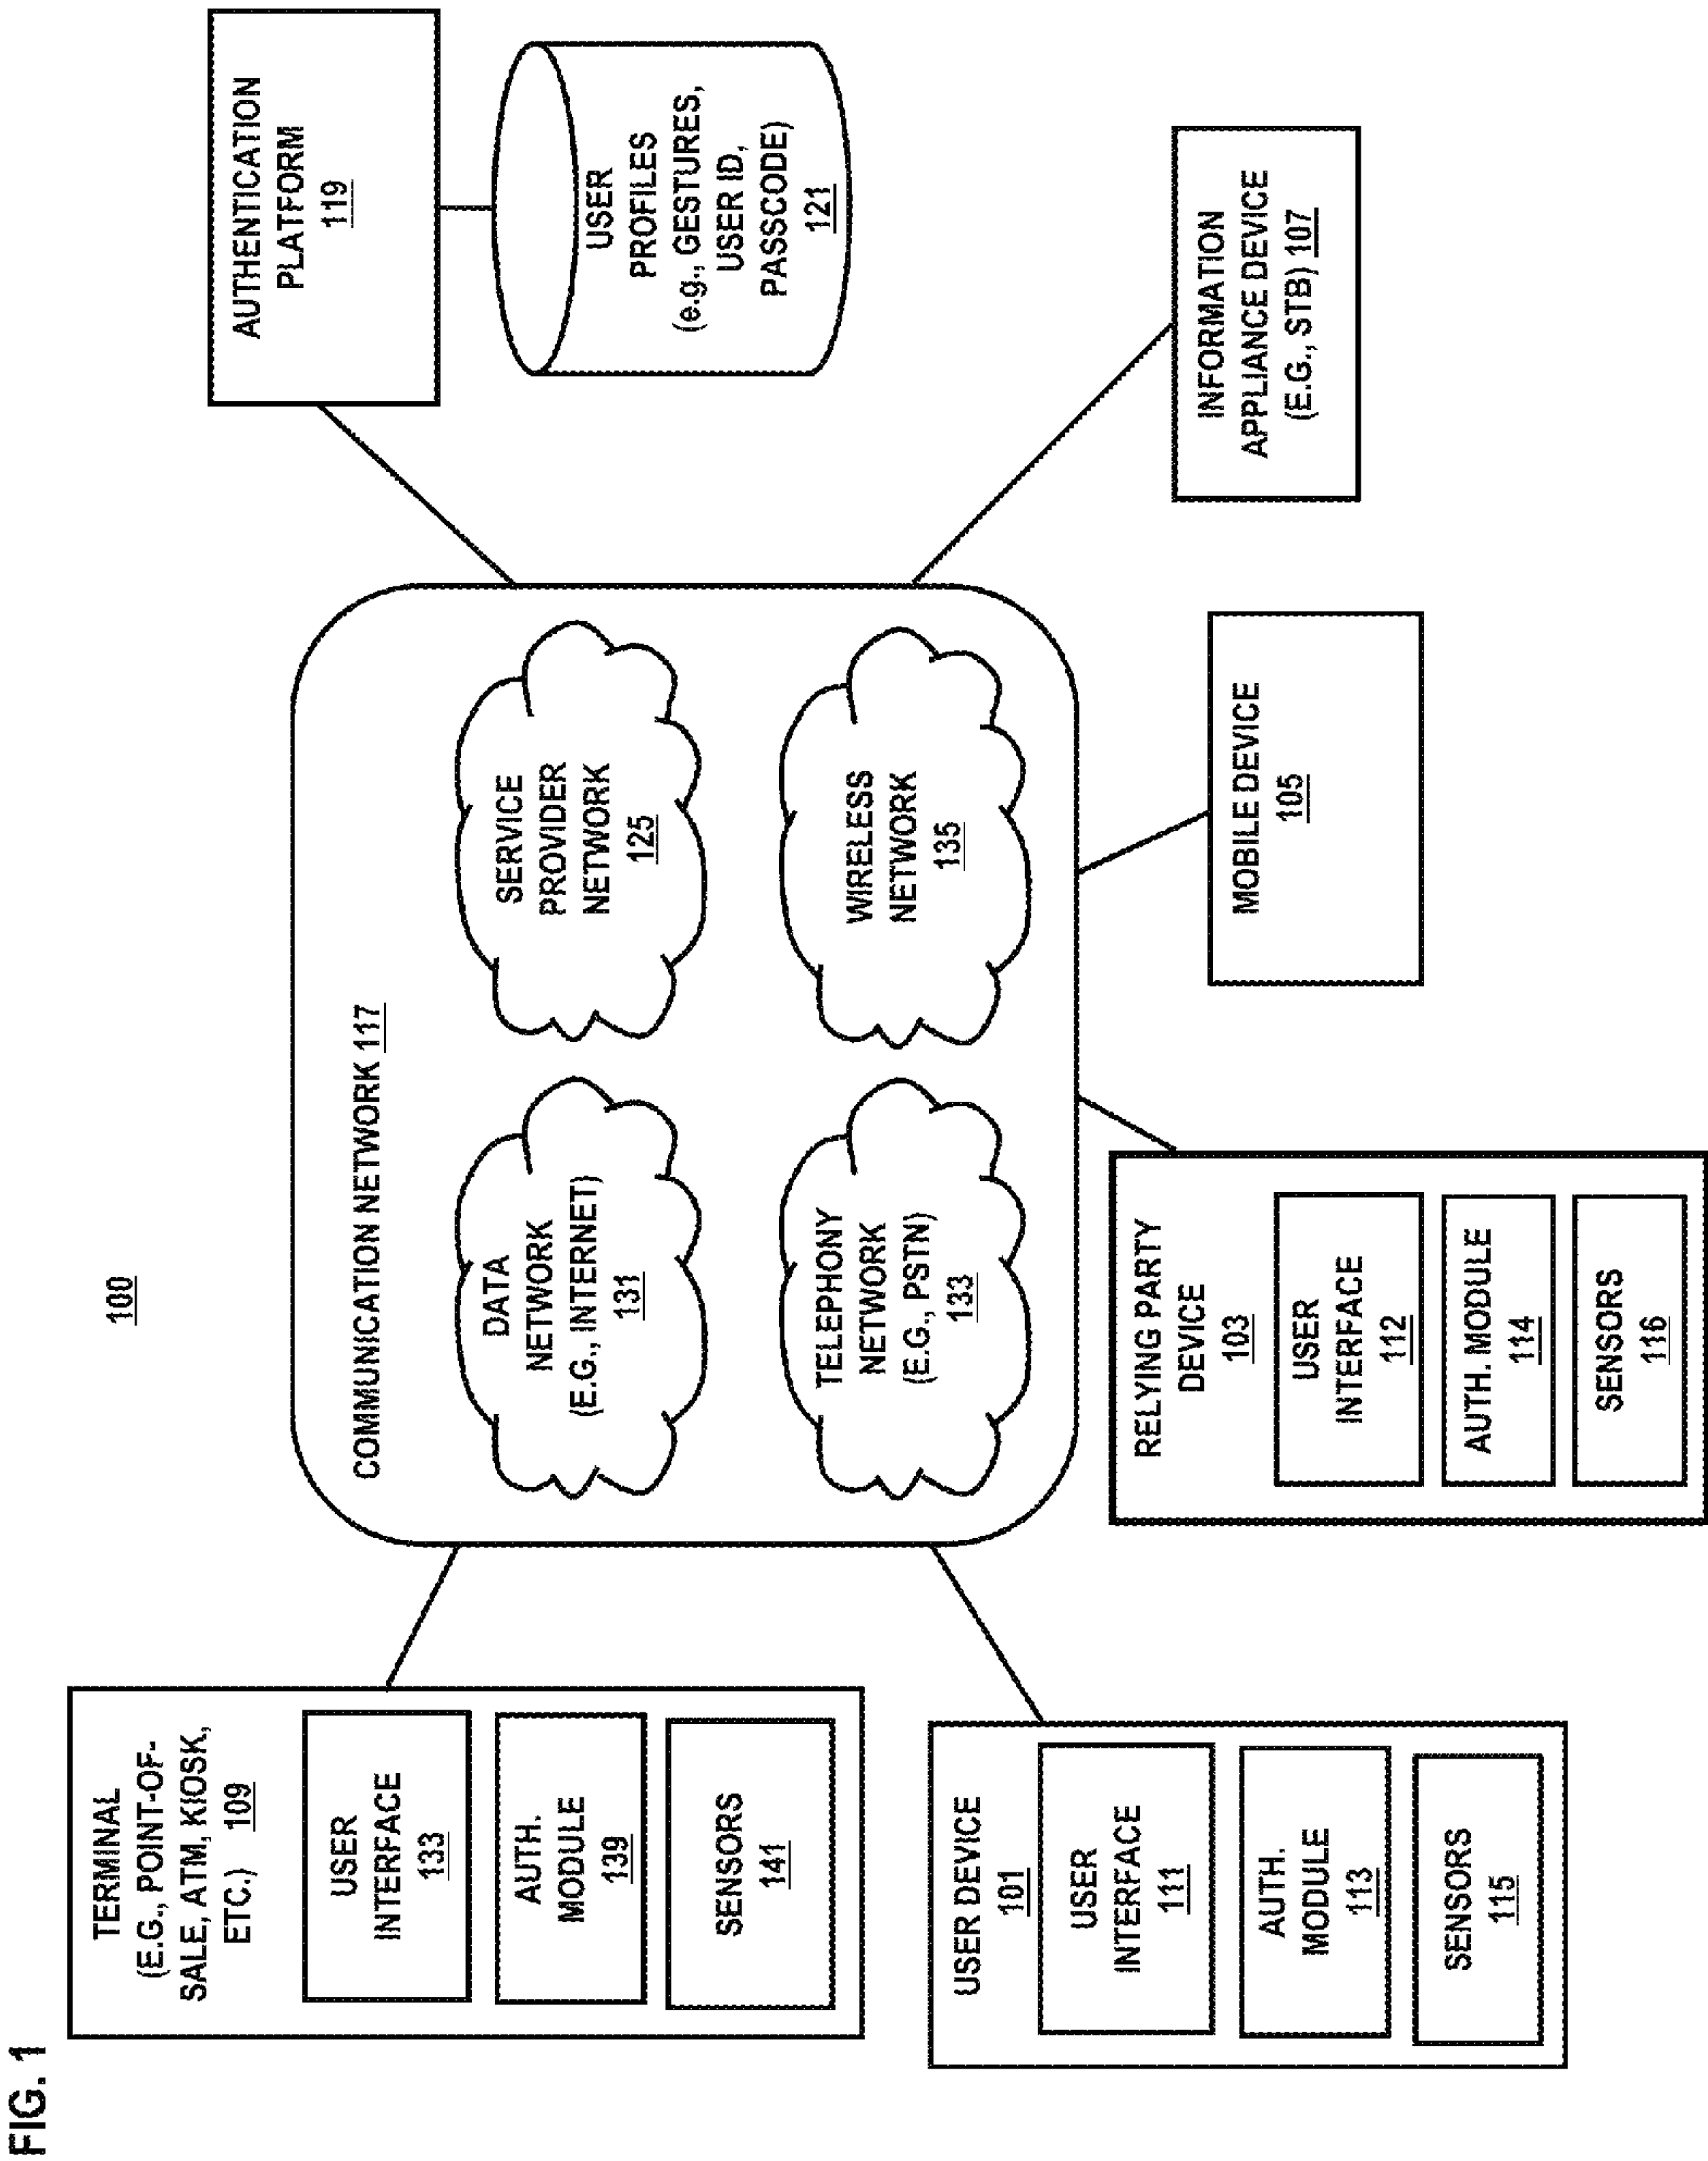 FIG. 1
100
TERMINAL
(E.G., POINT-OF-
SALE, ATM, KIOSK,
ETC.) 109
USER
INTERFACE
133
AUTH.
MODULE
139
SENSORS
141
COMMUNICATION NETWORK 117
DATA
NETWORK
(E.G., INTERNET)
131
SERVICE
PROVIDER
NETWORK
125
TELEPHONY
NETWORK
(E.G., PSTN)
133
WIRELESS
NETWORK
135
AUTHENTICATION
PLATFORM
119
USER
PROFILES
(e.g., GESTURES,
USER ID,
PASSCODE)
121
USER DEVICE
101
USER
INTERFACE
111
AUTH.
MODULE
113
SENSORS
115
RELYING PARTY
DEVICE
103
USER
INTERFACE
112
AUTH. MODULE
114
SENSORS
116
MOBILE DEVICE
105
INFORMATION
APPLIANCE DEVICE
(E.G., STB) 107